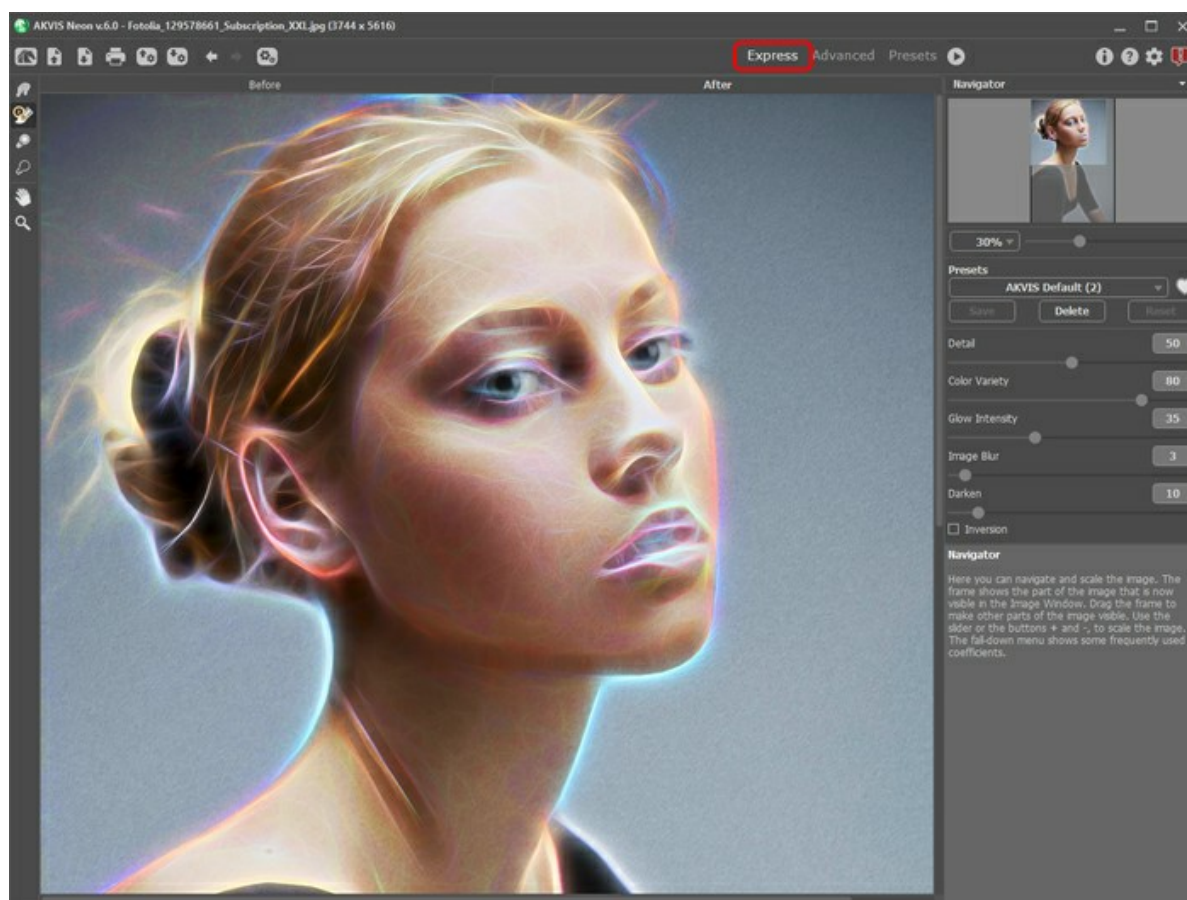 AKVIS Neon v.6.0 - Fotolia_129578661_Subscription_XXL.jpg (3744 x 5616)
Express Advanced Presets
Before After
Navigator
30%
Presets
AKVIS Default (2)
Save Delete Reset
Detail 50
Color Variety 80
Glow Intensity 35
Image Blur 3
Darken 10
Inversion
Navigator
Here you can navigate and scale the image. The
frame shows the part of the image that is now
visible in the Image Window. Drag the frame to
make other parts of the image visible. Use the
slider or the buttons + and -, to scale the image.
The fall-down menu shows some frequently used
coefficients.